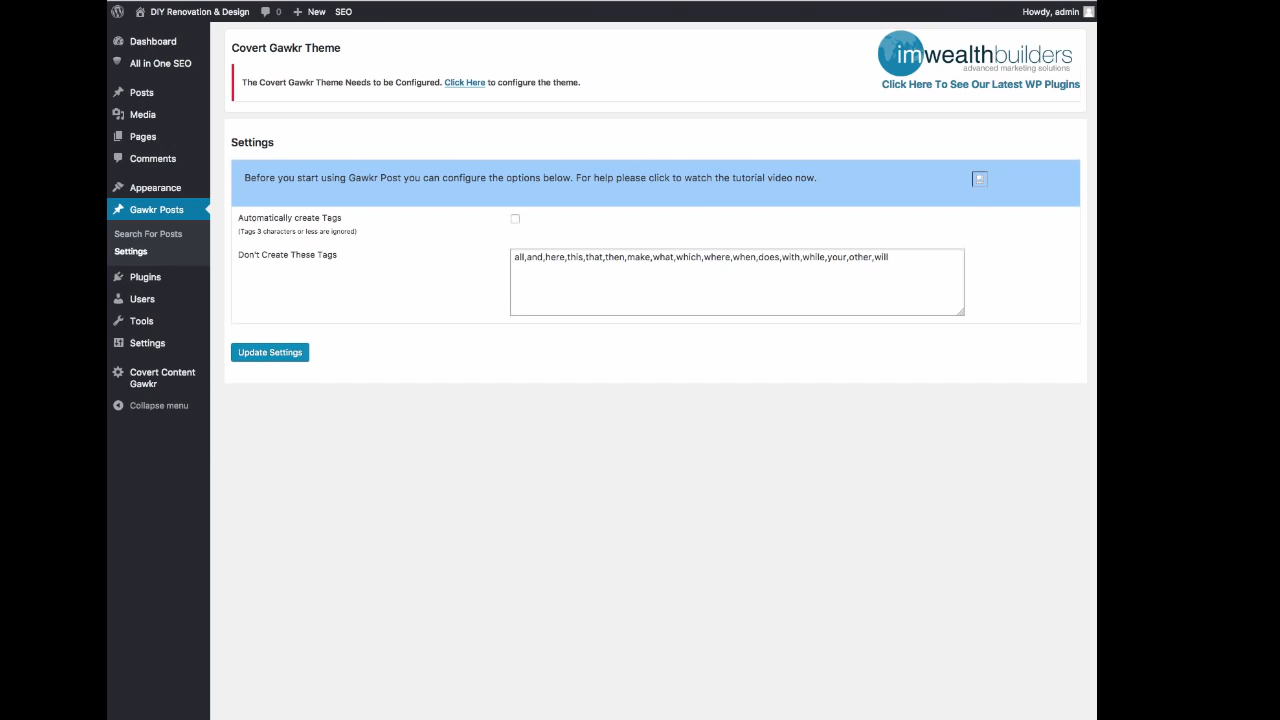 DIY Renovation & Design 0 New SEO Howdy, admin
Dashboard
All in One SEO
Posts
Media
Pages
Comments
Appearance
Gawkr Posts
Search For Posts
Settings
Plugins
Users
Tools
Settings
Covert Content
Gawkr
Collapse menu
Covert Gawkr Theme
The Covert Gawkr Theme Needs to be Configured. Click Here to configure the theme.
imwealthbuilders
advanced marketing solutions
Click Here To See Our Latest WP Plugins
Settings
Before you start using Gawkr Post you can configure the options below. For help please click to watch the tutorial video now.
Automatically create Tags
(Tags 3 characters or less are ignored)
Don't Create These Tags
all,and,here,this,that,then,make,what,which,where,when,does,with,while,your,other,will
Update Settings